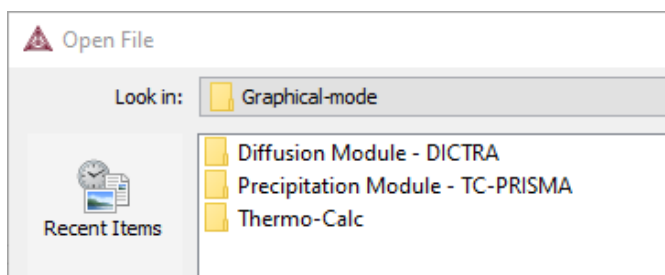 Open File
Look in: Graphical-mode
Diffusion Module - DICTRA
Precipitation Module - TC-PRISMA
Thermo-Calc
Recent Items